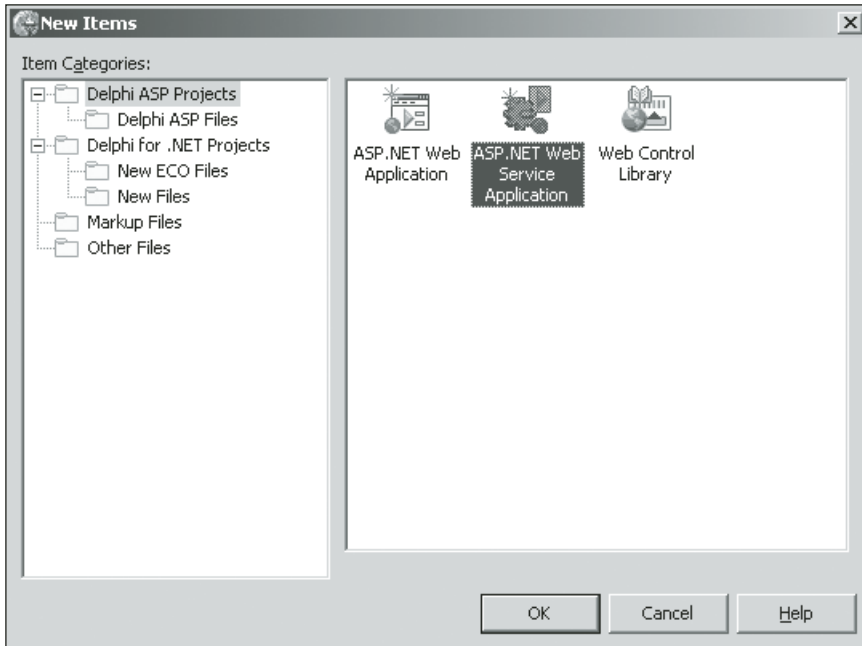 New Items
Item Categories:
Delphi ASP Projects
Delphi ASP Files
Delphi for .NET Projects
New ECO Files
New Files
Markup Files
Other Files
ASP.NET Web
Application
ASP.NET Web
Service
Application
Web Control
Library
OK
Cancel
Help